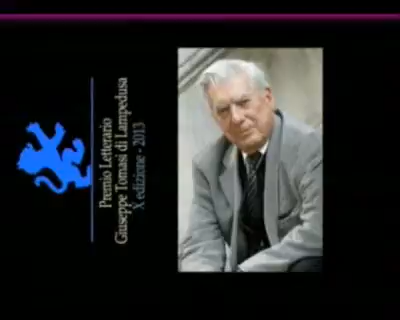 Premio Letterario
Giuseppe Tomasi di Lampedusa
X edizione - 2013